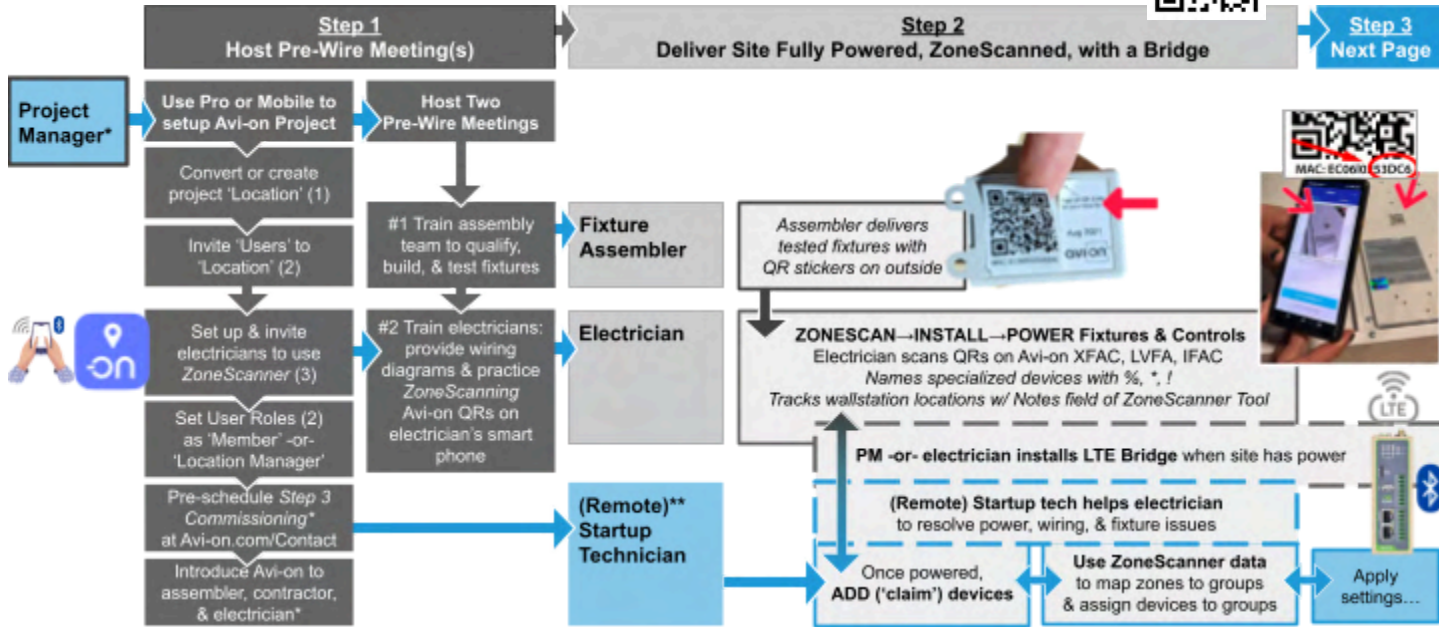 Step 1
Host Pre-Wire Meeting(s)
Step 2
Deliver Site Fully Powered, ZoneScanned, with a Bridge
Step 3
Next Page
Project
Manager*
Use Pro or Mobile to
setup Avi-on Project
Host Two
Pre-Wire Meetings
Convert or create
project 'Location' (1)
Invite 'Users' to
'Location' (2)
Set up & invite
electricians to use
ZoneScanner (3)
Set User Roles (2)
as 'Member' -or-
'Location Manager'
Pre-schedule Step 3
Commissioning*
at Avi-on.com/Contact
Introduce Avi-on to
assembler, contractor,
& electrician*
#1 Train assembly
team to qualify,
build, & test fixtures
#2 Train electricians:
provide wiring
diagrams & practice
ZoneScanning
Avi-on QRs on
electrician's smart
phone
Fixture
Assembler
Electrician
(Remote)**
Startup
Technician
Assembler delivers
tested fixtures with
QR stickers on outside
Aug 2021
avi-on
MAC: EC06I0553DC6
-on
ZONESCAN→INSTALL→POWER Fixtures & Controls
Electrician scans QRs on Avi-on XFAC, LVFA, IFAC
Names specialized devices with %, *, !
Tracks wallstation locations w/ Notes field of ZoneScanner Tool
LTE
PM -or- electrician installs LTE Bridge when site has power
(Remote) Startup tech helps electrician
to resolve power, wiring, & fixture issues
Once powered,
ADD ('claim') devices
Use ZoneScanner data
to map zones to groups
& assign devices to groups
Apply
settings…